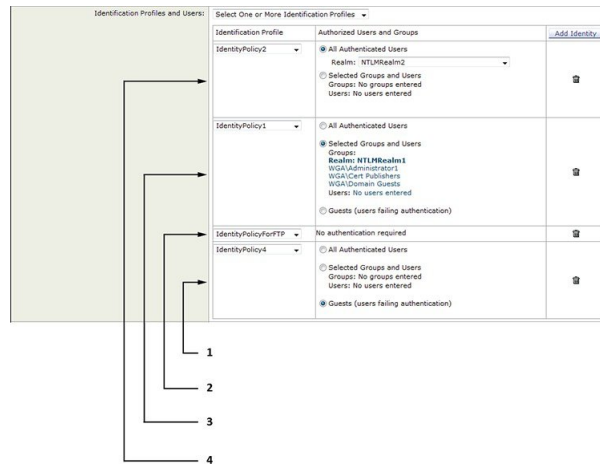 Identification Profiles and Users:
Select One or More Identification Profiles
Identification Profile
Authorized Users and Groups
Add Identity
IdentityPolicy2
All Authenticated Users
Realm: NTLMRealm2
Selected Groups and Users
Groups: No groups entered
Users: No users entered
IdentityPolicy1
All Authenticated Users
Selected Groups and Users
Groups:
Realm: NTLMRealm1
WGA\Administrator1
WGA\Cert Publishers
WGA\Domain Guests
Users: No users entered
Guests (users failing authentication)
IdentityPolicyForFTP
No authentication required
IdentityPolicy4
All Authenticated Users
Selected Groups and Users
Groups: No groups entered
Users: No users entered
Guests (users failing authentication)
1
2
3
4